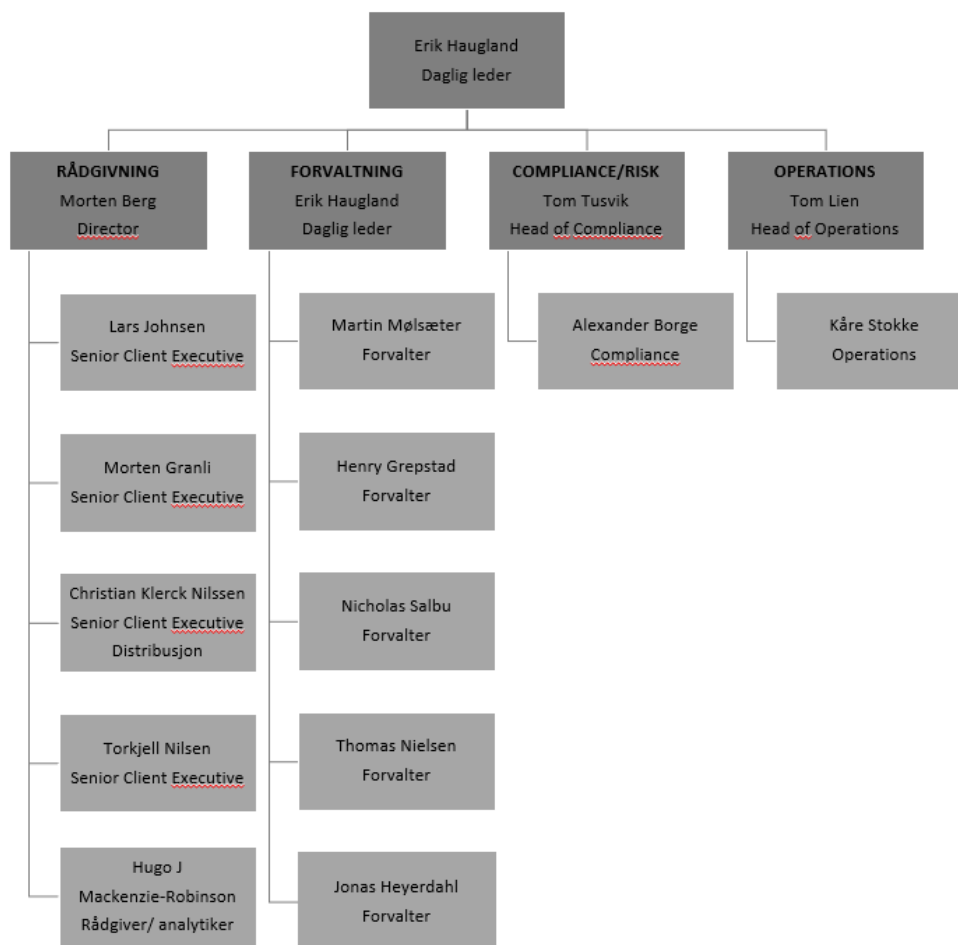 Erik Haugland
Daglig leder
RÅDGIVNING
Morten Berg
Director
FORVALTNING
Erik Haugland
Daglig leder
COMPLIANCE/RISK
Tom Tusvik
Head of Compliance
OPERATIONS
Tom Lien
Head of Operations
Lars Johnsen
Senior Client Executive
Morten Granli
Senior Client Executive
Christian Klerck Nilssen
Senior Client Executive
Distribusjon
Torkjell Nilsen
Senior Client Executive
Hugo J
Mackenzie-Robinson
Rådgiver/ analytiker
Martin Mølsæter
Forvalter
Henry Grepstad
Forvalter
Nicholas Salbu
Forvalter
Thomas Nielsen
Forvalter
Jonas Heyerdahl
Forvalter
Alexander Borge
Compliance
Kåre Stokke
Operations